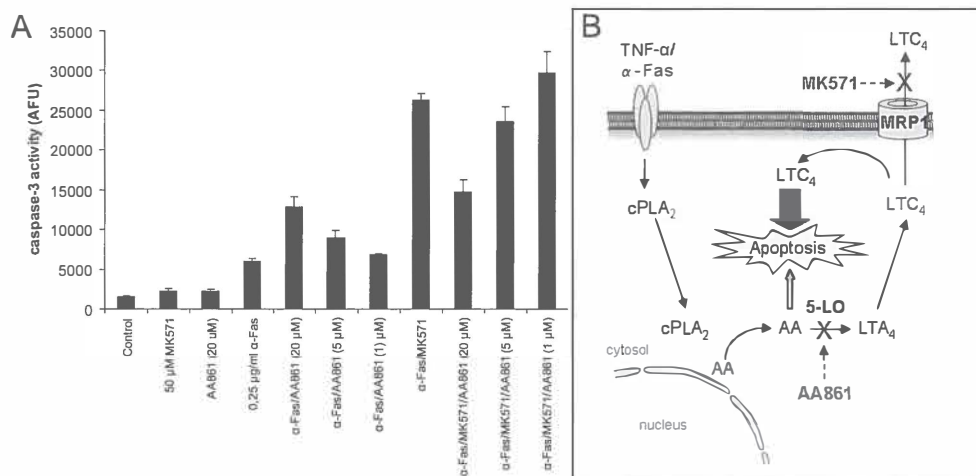 A
caspase-3 activity (AFU)
35000
30000
25000
20000
15000
10000
5000
0
Control
50 µM MK571
AA861 (20 uM)
0,25 µg/ml α-Fas
α-Fas/AA861 (20 µM)
α-Fas/AA861 (5 µM)
α-Fas/AA861 (1) µM)
α-Fas/MK571
α-Fas/MK571/AA861 (20 µM)
α-Fas/MK571/AA861 (5 µM)
α-Fas/MK571/AA861 (1 µM)
B
TNF-α/
α-Fas
LTC4
MK571
X
MRP1
LTC4
LTC4
cPLA2
Apoptosis
5-LO
cPLA2
AA
X
LTA4
cytosol
AA
AA861
nucleus